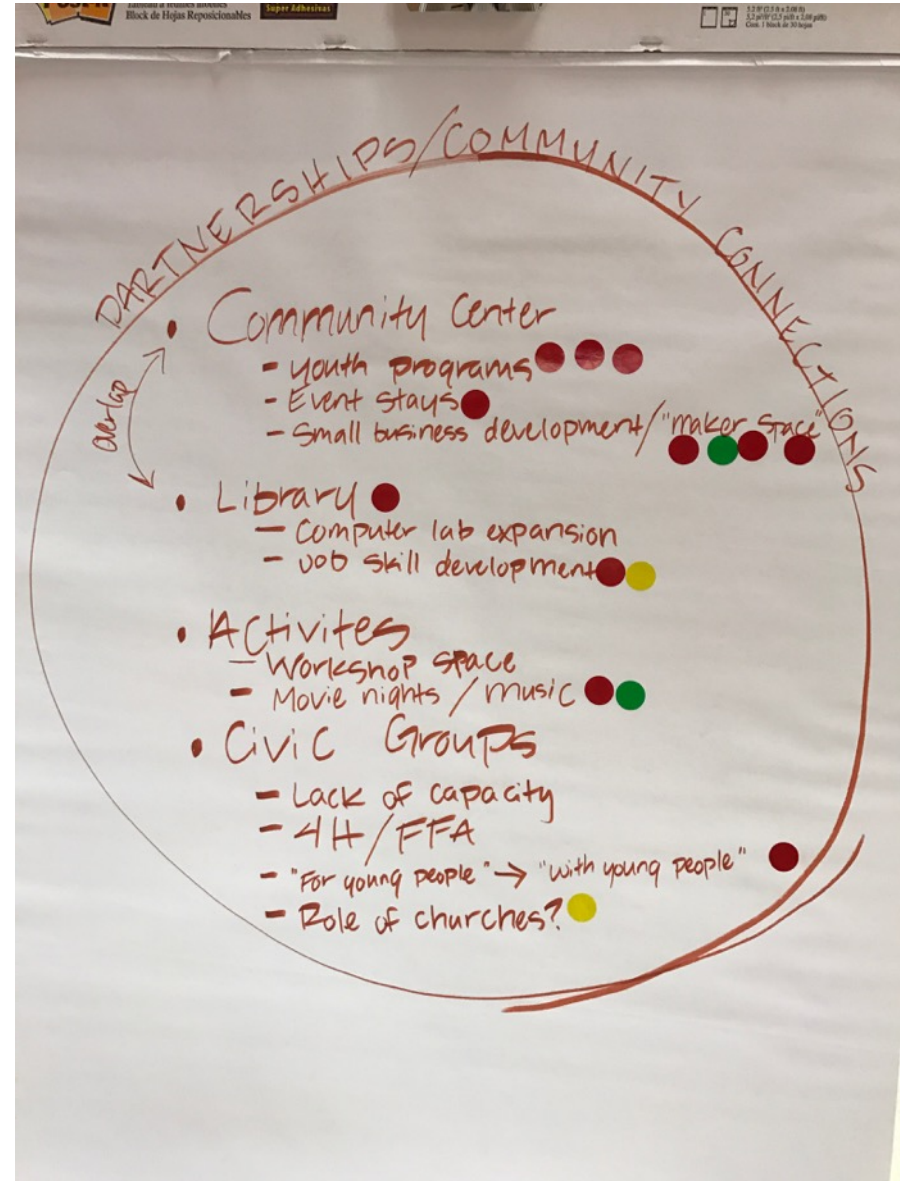 Block de Hojas Reposicionables
Super Adhesivas
PARTNERSHIPS/COMMUNITY CONNECTIONS
overlap
• Community Center
- youth programs
- Event stays
- Small business development/"maker space"
• Library
- Computer lab expansion
- Job skill development
• Activites
- Workshop space
- Movie nights / music
• Civic Groups
- Lack of capacity
- 4H/FFA
- "For young people" → "with young people"
- Role of churches?